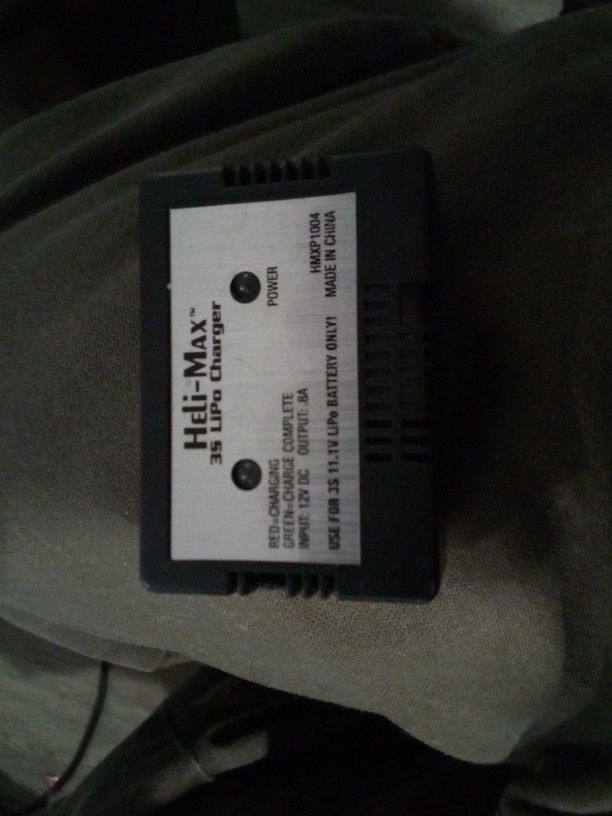 HELI-MAX™
3S LiPo Charger
POWER
RED=CHARGING
GREEN=CHARGE COMPLETE
INPUT: 12V DC OUTPUT: .8A
HMXP1004
USE FOR 3S 11.1V LiPo BATTERY ONLY! MADE IN CHINA